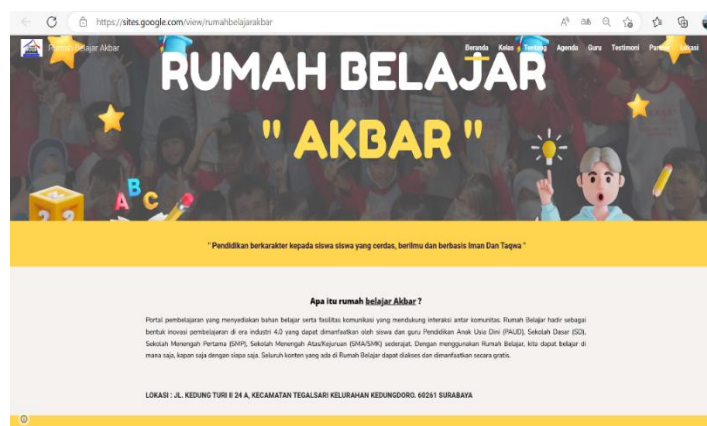 https://sites.google.com/view/rumahbelajarakbar
Rumah Belajar Akbar
Beranda Kelas Tentang Agenda Guru Testimoni Partner Lokasi
RUMAH BELAJAR
" AKBAR "
A B C
2 2
" Pendidikan berkarakter kepada siswa siswa yang cerdas, berilmu dan berbasis Iman Dan Taqwa "
Apa itu rumah belajar Akbar ?
Portal pembelajaran yang menyediakan bahan belajar serta fasilitas komunikasi yang mendukung interaksi antar komunitas. Rumah Belajar hadir sebagai
bentuk inovasi pembelajaran di era industri 4.0 yang dapat dimanfaatkan oleh siswa dan guru Pendidikan Anak Usia Dini (PAUD), Sekolah Dasar (SD),
Sekolah Menengah Pertama (SMP), Sekolah Menengah Atas/Kejuruan (SMA/SMK) sederajat. Dengan menggunakan Rumah Belajar, kita dapat belajar di
mana saja, kapan saja dengan siapa saja. Seluruh konten yang ada di Rumah Belajar dapat diakses dan dimanfaatkan secara gratis.
LOKASI : JL. KEDUNG TURI II 24 A, KECAMATAN TEGALSARI KELURAHAN KEDUNGDORO. 60261 SURABAYA